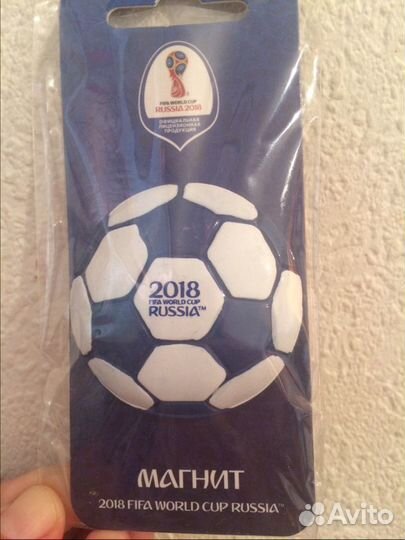 FIFA WORLD CUP
RUSSIA 2018
ОФИЦИАЛЬНАЯ
ЛИЦЕНЗИОННАЯ
ПРОДУКЦИЯ
2018
FIFA WORLD CUP
RUSSIA™
МАГНИТ
2018 FIFA WORLD CUP RUSSIA™
Avito